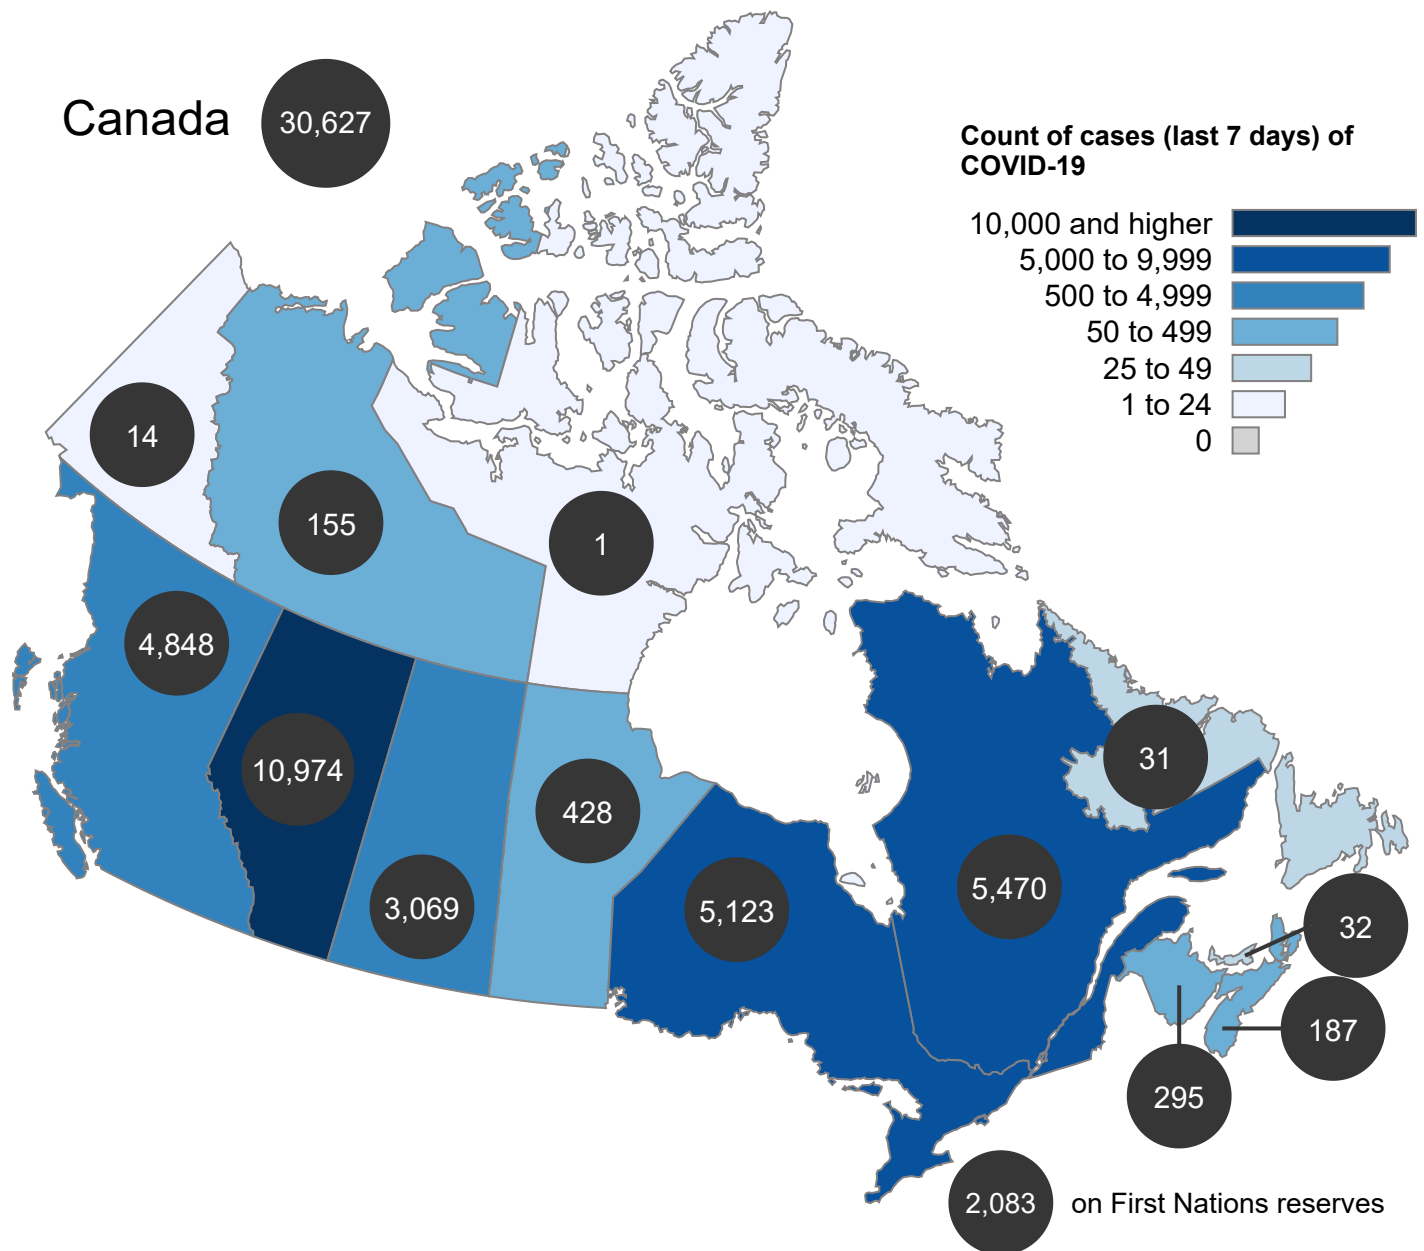 Canada
30,627
Count of cases (last 7 days) of
COVID-19
10,000 and higher
5,000 to 9,999
500 to 4,999
50 to 499
25 to 49
1 to 24
0
14
155
1
4,848
10,974
3,069
428
5,123
5,470
31
32
187
295
2,083 on First Nations reserves